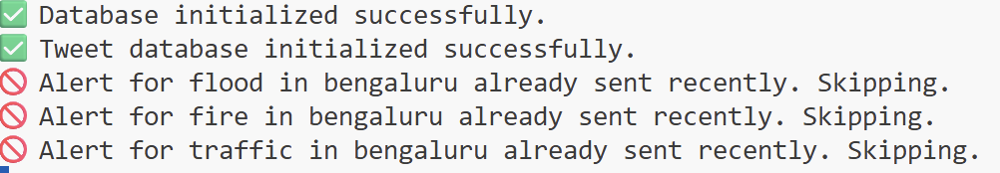 ✅ Database initialized successfully.
✅ Tweet database initialized successfully.
🚫 Alert for flood in bengaluru already sent recently. Skipping.
🚫 Alert for fire in bengaluru already sent recently. Skipping.
🚫 Alert for traffic in bengaluru already sent recently. Skipping.